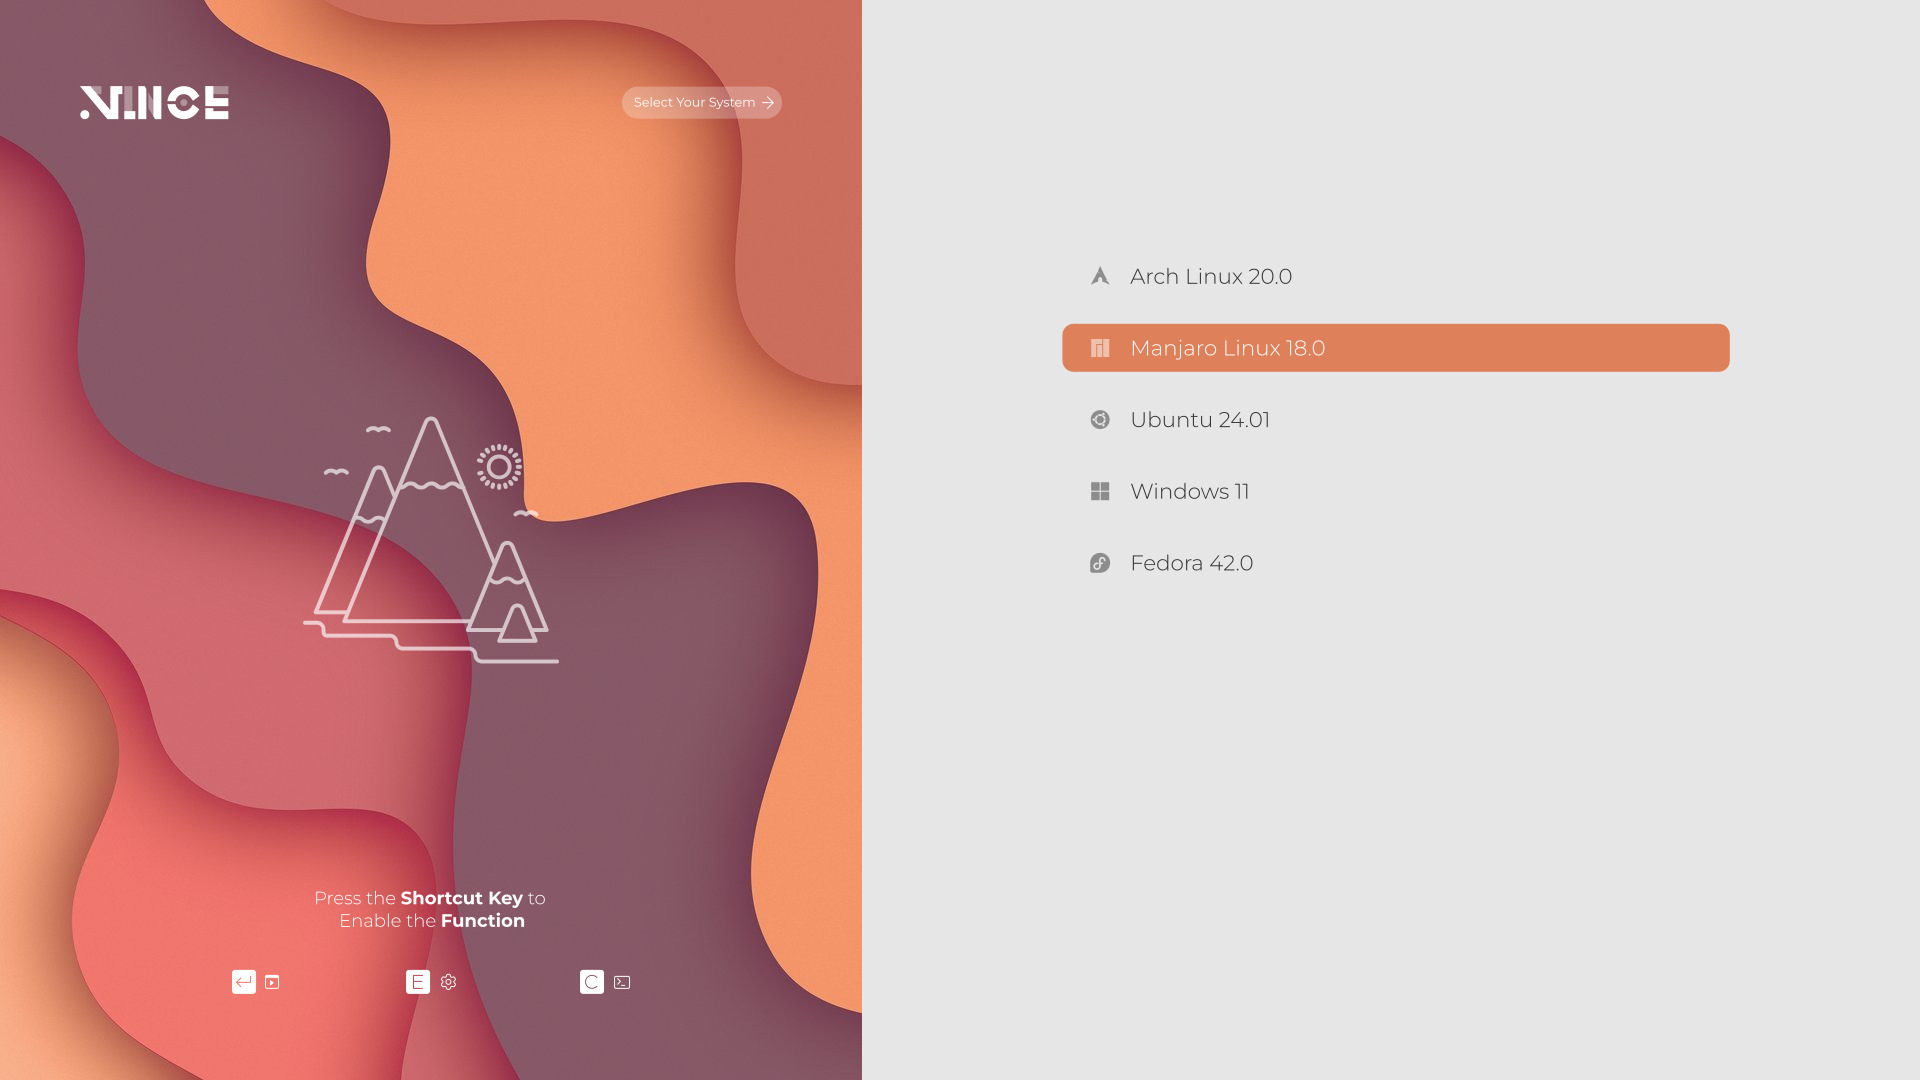 VINCE
Select Your System
Arch Linux 20.0
Manjaro Linux 18.0
Ubuntu 24.01
Windows 11
Fedora 42.0
Press the Shortcut Key to
Enable the Function
E
C